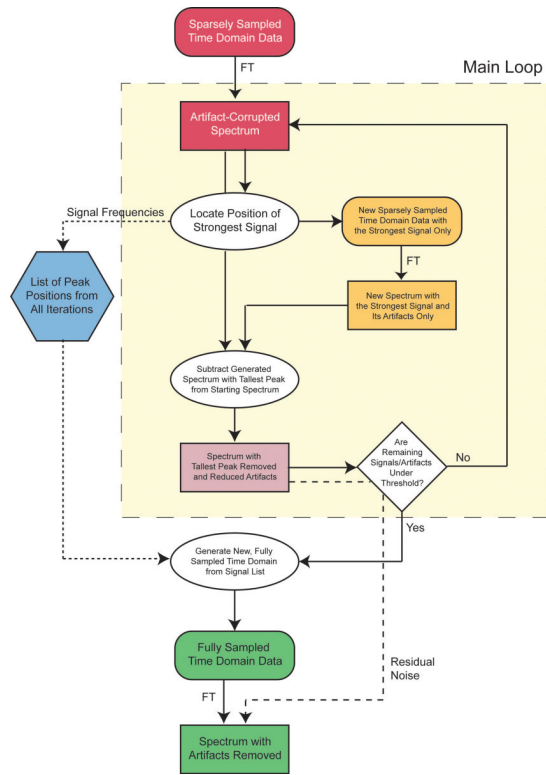 Sparsely Sampled
Time Domain Data
FT
Main Loop
Artifact-Corrupted
Spectrum
Signal Frequencies
Locate Position of
Strongest Signal
New Sparsely Sampled
Time Domain Data with
the Strongest Signal Only
FT
List of Peak
Positions from
All Iterations
New Spectrum with
the Strongest Signal and
Its Artifacts Only
Subtract Generated
Spectrum with Tallest Peak
from Starting Spectrum
Spectrum with
Tallest Peak Removed
and Reduced Artifacts
Are
Remaining
Signals/Artifacts
Under
Threshold?
No
Yes
Generate New, Fully
Sampled Time Domain
from Signal List
Fully Sampled
Time Domain Data
Residual
Noise
FT
Spectrum with
Artifacts Removed